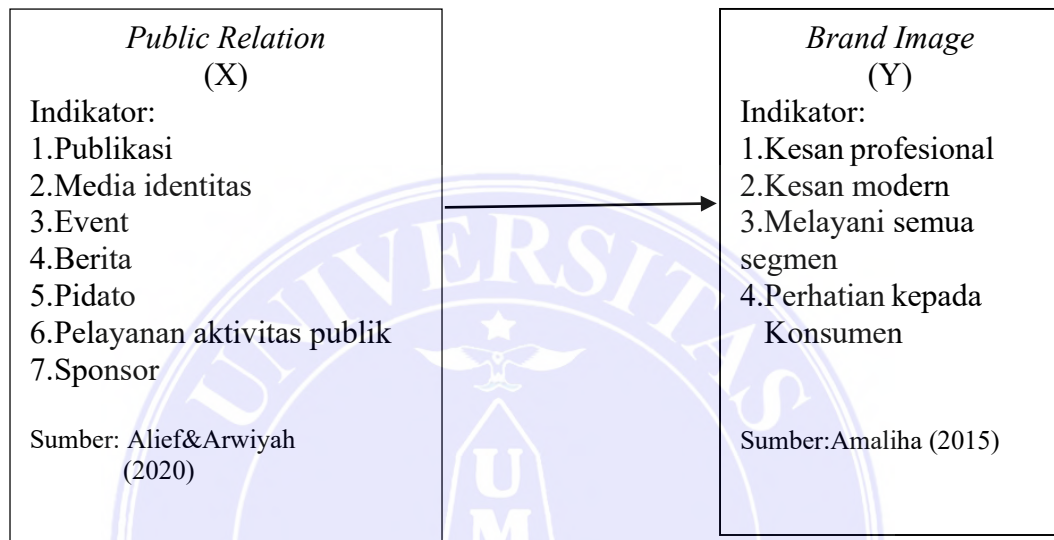 Public Relation
(X)
Indikator:
1.Publikasi
2.Media identitas
3.Event
4.Berita
5.Pidato
6.Pelayanan aktivitas publik
7.Sponsor
Sumber: Alief&Arwiyah
(2020)
Brand Image
(Y)
Indikator:
1.Kesan profesional
2.Kesan modern
3.Melayani semua
segmen
4.Perhatian kepada
Konsumen
Sumber:Amaliha (2015)
UNIVERSITAS
U
M